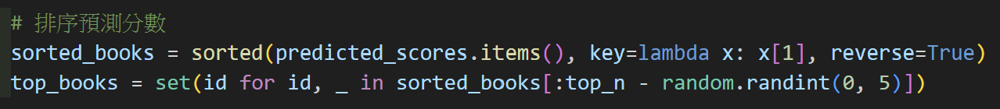 # 排序預測分數
sorted_books = sorted(predicted_scores.items(), key=lambda x: x[1], reverse=True)
top_books = set(id for id, _ in sorted_books[:top_n - random.randint(0, 5)])